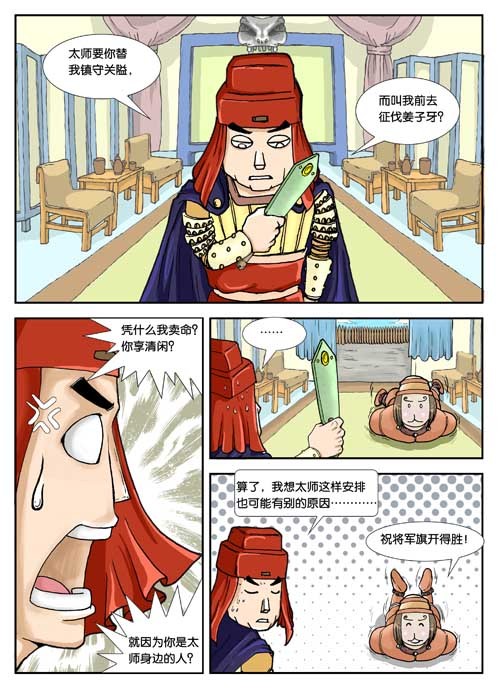 太师要你替
我镇守关隘，
而叫我前去
征伐姜子牙？
凭什么我卖命？
你享清闲？
就因为你是太
师身边的人？
……
算了，我想太师这样安排
也可能有别的原因…………
祝将军旗开得胜！